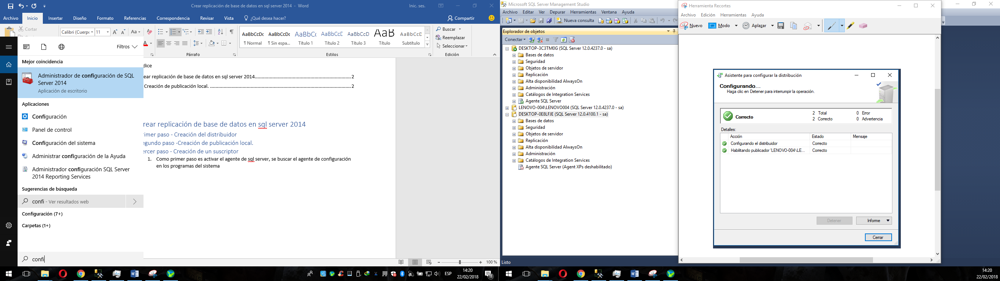 Crear replicación de base de datos en sql server 2014 - Word
Inic. ses.
Archivo Inicio Insertar Diseño Formato Referencias Correspondencia Revisar Vista ¿Qué desea hacer? Compartir
Cortar
Calibri (Cuerpo 11
AaBbCcDc AaBbCcDc AaBbCc AaBbCcD AaBbCcD AaB AaBbCcD
¶ Normal ¶ Sin espa... Título 1 Título 2 Título 3 Título Subtítulo
Buscar
Reemplazar
Seleccionar
Párrafo Estilos Edición
Filtros
Mejor coincidencia
Administrador de configuración de SQL
Server 2014
Aplicación de escritorio
Aplicaciones
Configuración
Panel de control
Configuración del sistema
Administrar configuración de la Ayuda
Administrador configuración SQL Server
2014 Reporting Services
Sugerencias de búsqueda
confi - Ver resultados web
Configuración (7+)
Carpetas (1+)
confi
dice
rear replicación de base de datos en sql server 2014 2
Creación de publicación local. 2
rear replicación de base de datos en sql server 2014
rimer paso - Creación del distribuidor
egundo paso -Creación de publicación local.
ercer paso - Creación de un suscriptor
1. Como primer paso es activar el agente de sql server, se buscar el agente de configuración
en los programas del sistema
100 %
ESP
14:20
22/02/2018
11
Microsoft SQL Server Management Studio
Archivo Editar Ver Depurar Herramientas Ventana Ayuda
Nueva consulta
Explorador de objetos
Conectar
DESKTOP-3C3TM0G (SQL Server 12.0.4237.0 - sa)
Bases de datos
Seguridad
Objetos de servidor
Replicación
Alta disponibilidad AlwaysOn
Administración
Catálogos de Integration Services
Agente SQL Server
LENOVO-004\LENOVO004 (SQL Server 12.0.4237.0 - sa)
DESKTOP-0E8LFJE (SQL Server 12.0.4100.1 - sa)
Bases de datos
Seguridad
Objetos de servidor
Replicación
Alta disponibilidad AlwaysOn
Administración
Catálogos de Integration Services
Agente SQL Server (Agent XPs deshabilitado)
Listo
Herramienta Recortes
Archivo Edición Herramientas Ayuda
Nuevo Modo Aplazar
Asistente para configurar la distribución
Configurando...
Haga clic en Detener para interrumpir la operación.
Correcto
2 Total 0 Error
2 Correcto 0 Advertencia
Detalles:
Acción Estado Mensaje
Configurando el distribuidor Correcto
Habilitando publicador 'LENOVO-004\LE... Correcto
Detener Informe
Cerrar
14:20
22/02/2018